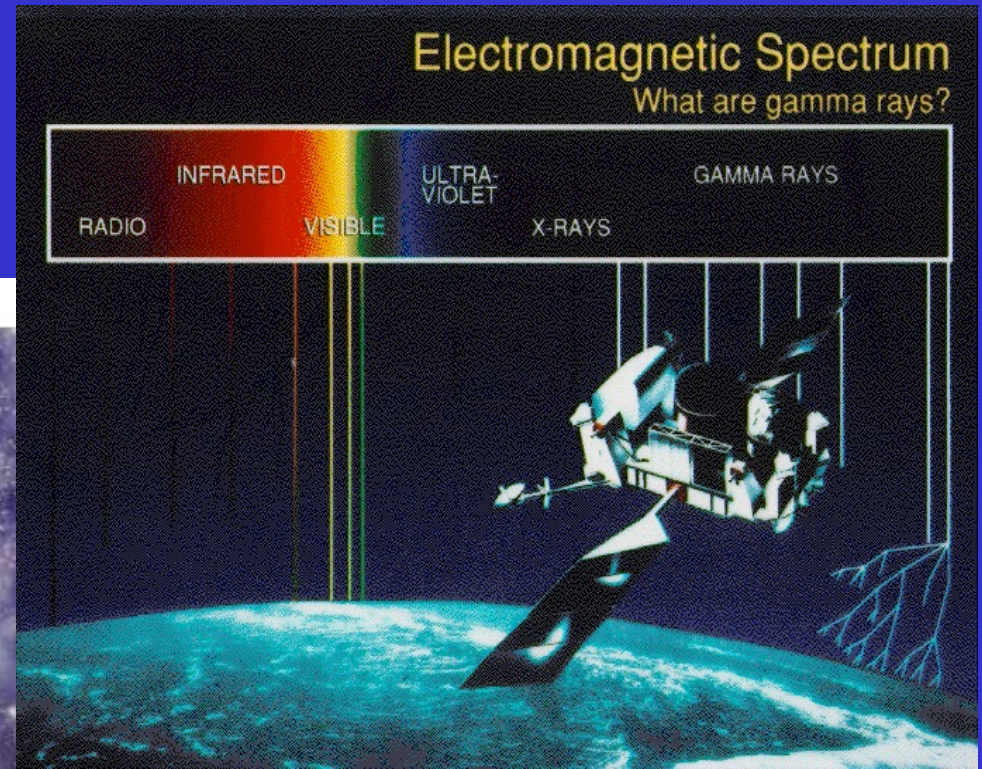 Electromagnetic Spectrum
What are gamma rays?
INFRARED
ULTRA-
VIOLET
GAMMA RAYS
RADIO
VISIBLE
X-RAYS